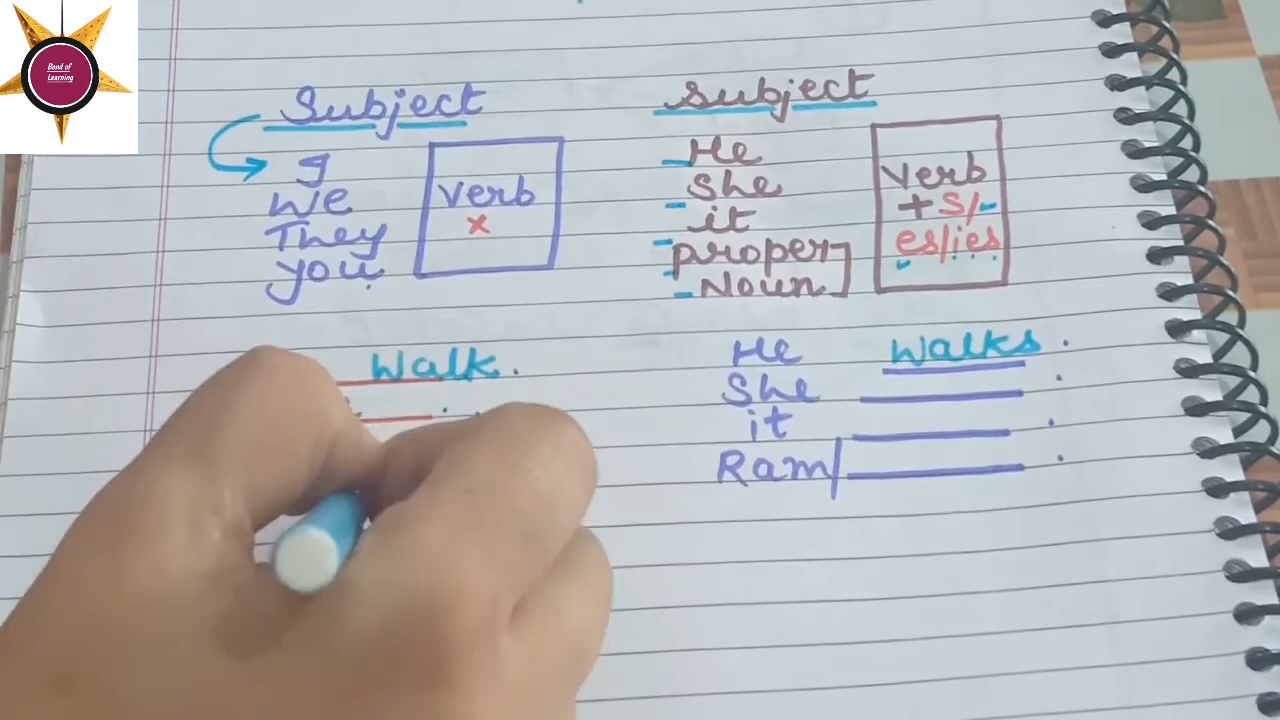 Bond of
Learning
Subject
I
We
They
you
verb
x
Subject
He
She
it
proper
Noun
verb
+ s/
es/ies
Walk.
He Walks.
She
it
Ram/